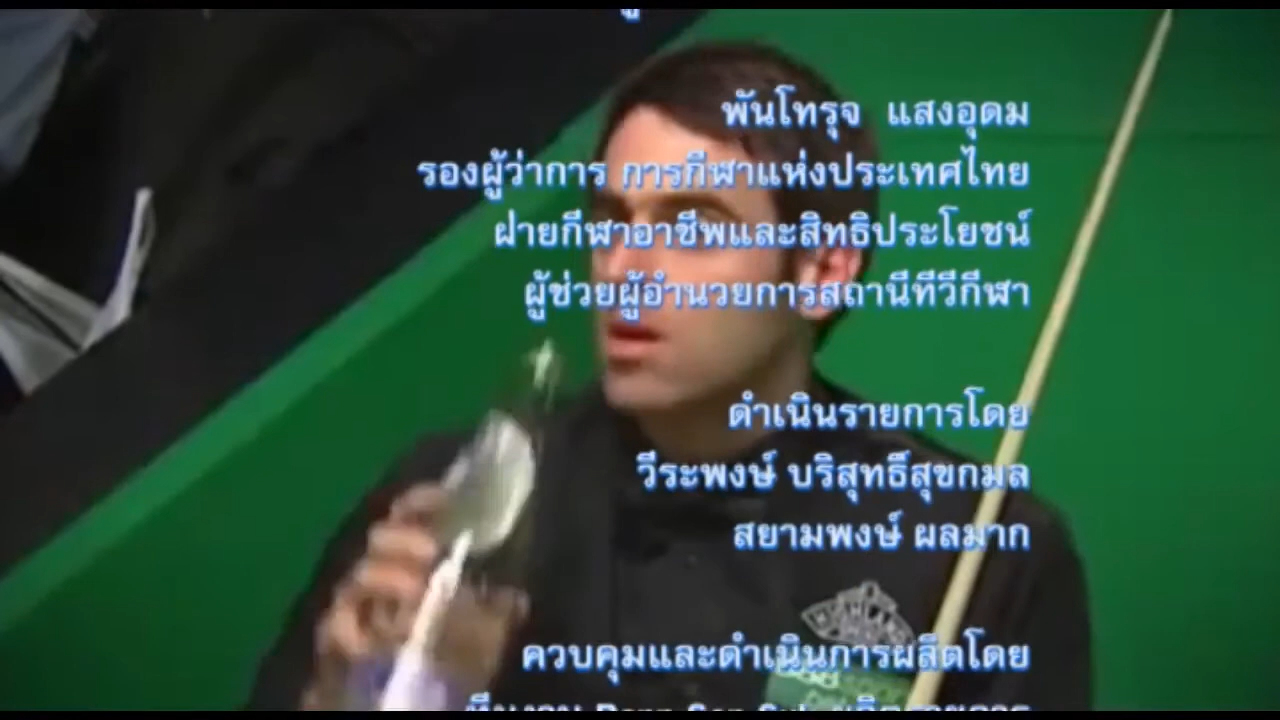 พันโทรุจ แสงอุดม
รองผู้ว่าการ การกีฬาแห่งประเทศไทย
ฝ่ายกีฬาอาชีพและสิทธิประโยชน์
ผู้ช่วยผู้อำนวยการสถานีทีวีกีฬา
ดำเนินรายการโดย
วีระพงษ์ บริสุทธิ์สุขกมล
สยามพงษ์ ผลมาก
ควบคุมและดำเนินการผลิตโดย